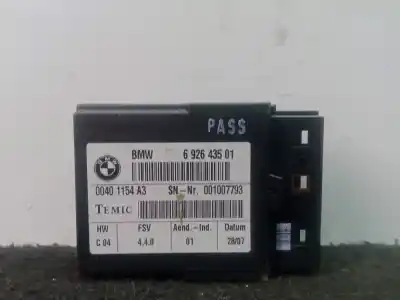 PASS
BMW 6 926 435 01
0040 1154 A3 SN-Nr. 001007793
TEMIC
HW FSV Aend.-Ind. Datum
C 04 4,4,0 01 28/07